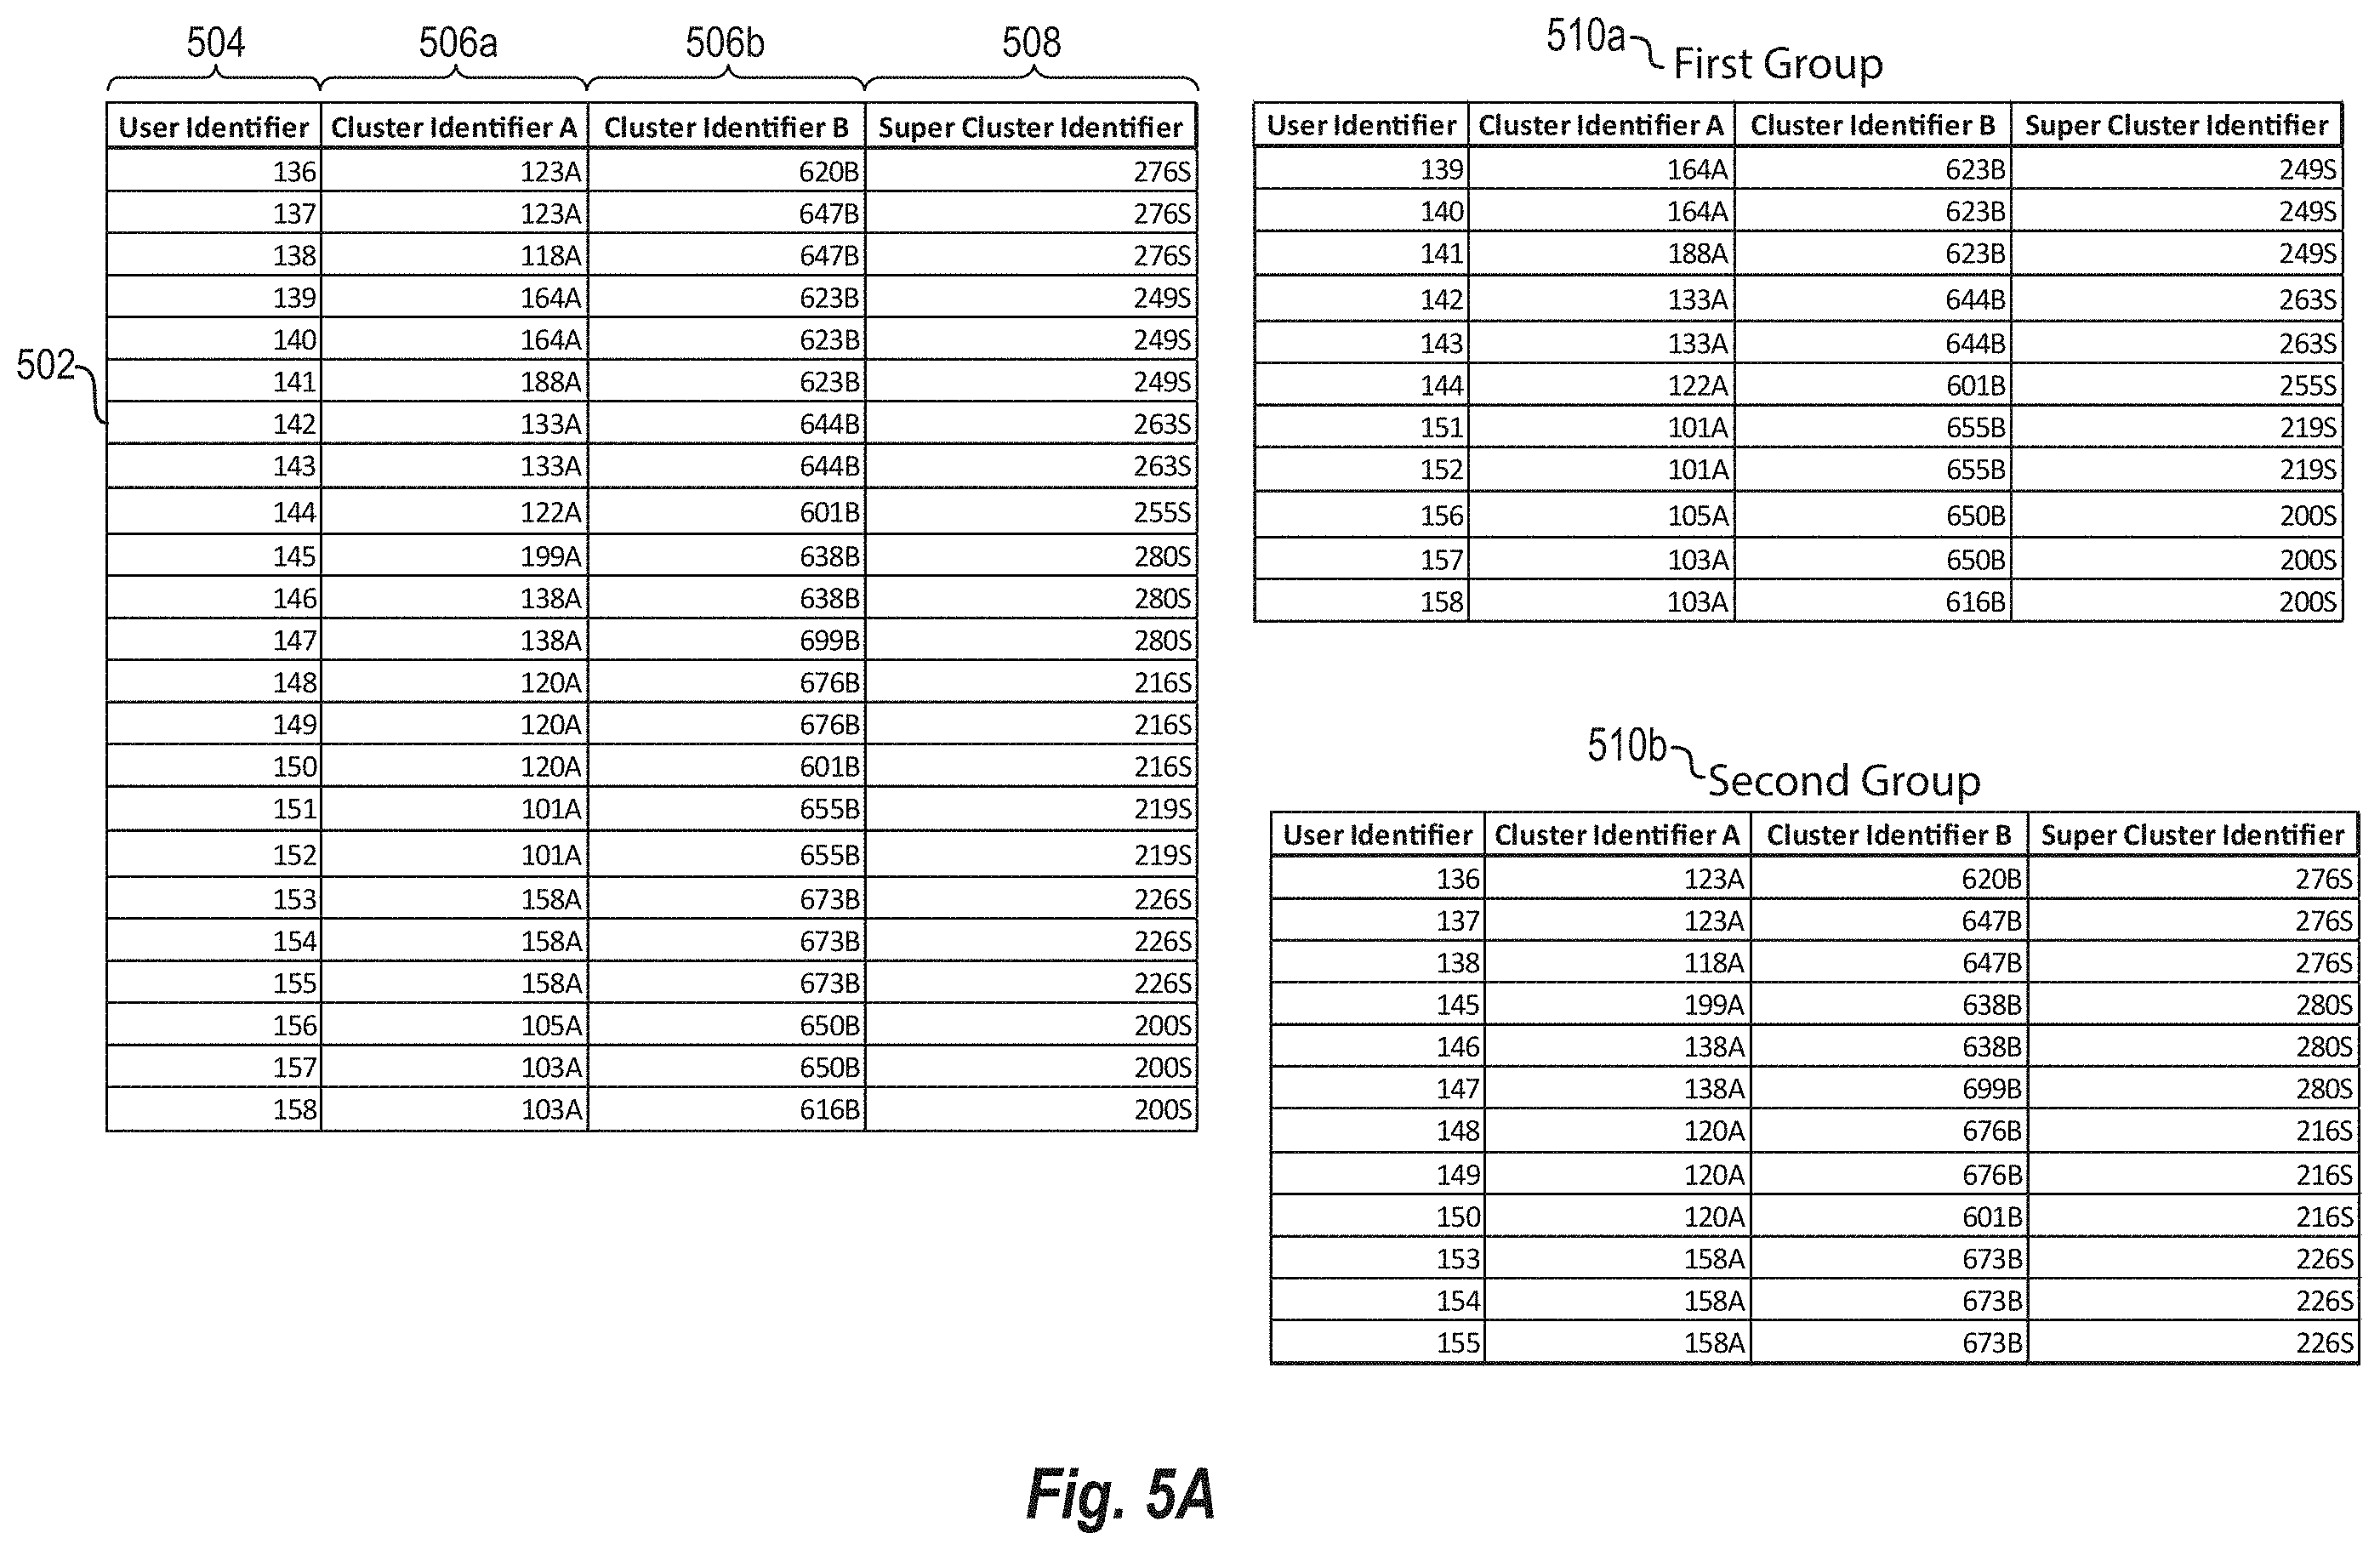 504 506a 506b 508
User Identifier Cluster Identifier A Cluster Identifier B Super Cluster Identifier
136 123A 620B 276S
137 123A 647B 276S
138 118A 647B 276S
139 164A 623B 249S
140 164A 623B 249S
502
141 188A 623B 249S
142 133A 644B 263S
143 133A 644B 263S
144 122A 601B 255S
145 199A 638B 280S
146 138A 638B 280S
147 138A 699B 280S
148 120A 676B 216S
149 120A 676B 216S
150 120A 601B 216S
151 101A 655B 219S
152 101A 655B 219S
153 158A 673B 226S
154 158A 673B 226S
155 158A 673B 226S
156 105A 650B 200S
157 103A 650B 200S
158 103A 616B 200S
510a First Group
User Identifier Cluster Identifier A Cluster Identifier B Super Cluster Identifier
139 164A 623B 249S
140 164A 623B 249S
141 188A 623B 249S
142 133A 644B 263S
143 133A 644B 263S
144 122A 601B 255S
151 101A 655B 219S
152 101A 655B 219S
156 105A 650B 200S
157 103A 650B 200S
158 103A 616B 200S
510b Second Group
User Identifier Cluster Identifier A Cluster Identifier B Super Cluster Identifier
136 123A 620B 276S
137 123A 647B 276S
138 118A 647B 276S
145 199A 638B 280S
146 138A 638B 280S
147 138A 699B 280S
148 120A 676B 216S
149 120A 676B 216S
150 120A 601B 216S
153 158A 673B 226S
154 158A 673B 226S
155 158A 673B 226S
Fig. 5A